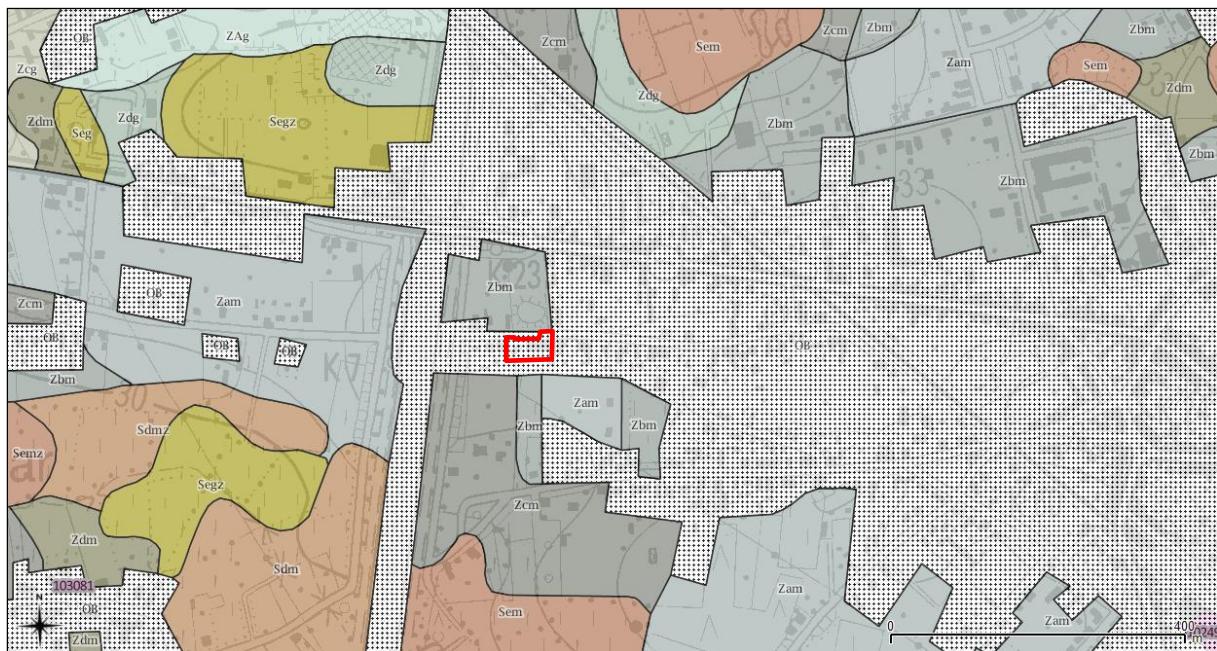 OB
ZAg
Zcg
Zdg
Zdm
Seg
Zdg
Segz
Zcm
Sem
Zcm
Zbm
Zdg
Zbm
Zam
Zbm
Sem
Zdm
Zbm
33
Zbm
Zam
OB
Zcm
OB
OB
OB
K7
Zbm
K 23
Zbm
OB
30
Sdmz
Semz
Segz
Zdm
Sdm
Zbm
Zam
Zbm
Zcm
Sem
Zam
Zam
103081
OB
Zdm
N
0 400
m